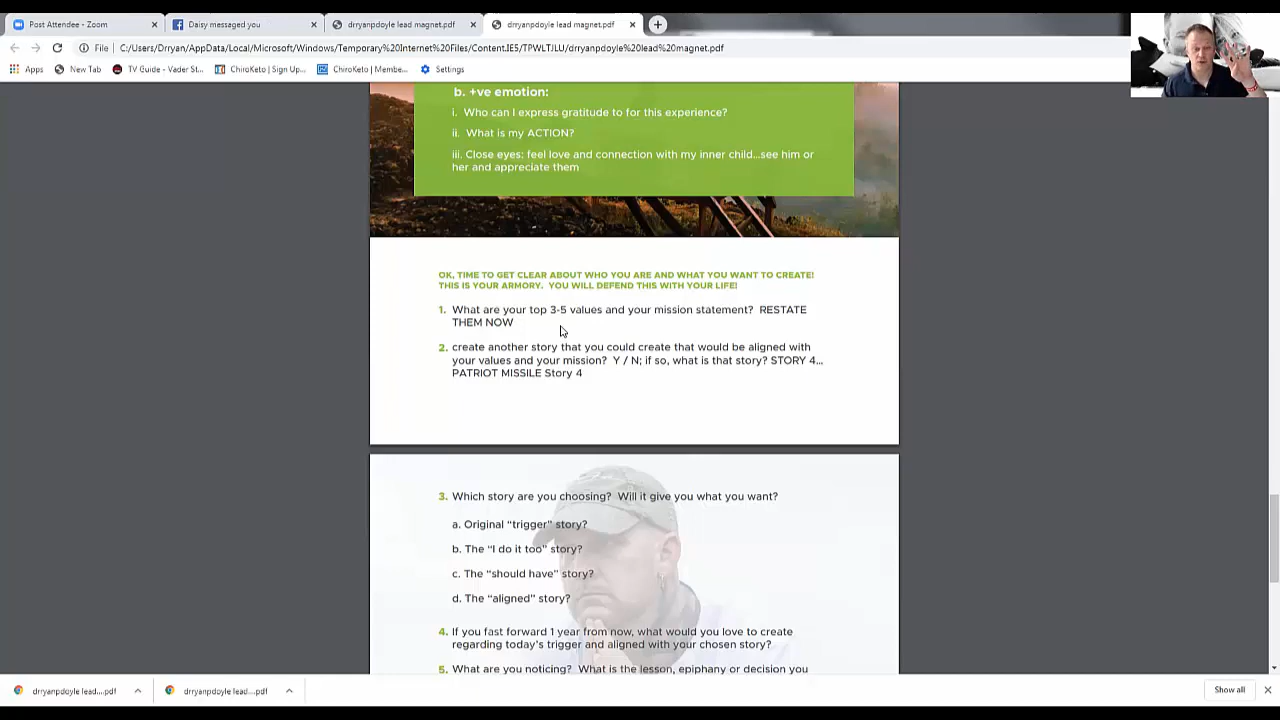 Post Attendee - Zoom
Daisy messaged you
drryanpdoyle lead magnet.pdf
drryanpdoyle lead magnet.pdf
File
C:/Users/Drryan/AppData/Local/Microsoft/Windows/Temporary%20Internet%20Files/Content.IE5/TPWLTJLU/drryanpdoyle%20lead%20magnet.pdf
Apps
New Tab
TV Guide - Vader St...
ChiroKeto | Sign Up...
ChiroKeto | Membe...
Settings
b. +ve emotion:
i. Who can I express gratitude to for this experience?
ii. What is my ACTION?
iii. Close eyes: feel love and connection with my inner child...see him or
her and appreciate them
OK, TIME TO GET CLEAR ABOUT WHO YOU ARE AND WHAT YOU WANT TO CREATE!
THIS IS YOUR ARMORY. YOU WILL DEFEND THIS WITH YOUR LIFE!
1. What are your top 3-5 values and your mission statement? RESTATE
THEM NOW
2. create another story that you could create that would be aligned with
your values and your mission? Y / N; if so, what is that story? STORY 4...
PATRIOT MISSILE Story 4
3. Which story are you choosing? Will it give you what you want?
a. Original “trigger” story?
b. The “I do it too” story?
c. The “should have” story?
d. The “aligned” story?
4. If you fast forward 1 year from now, what would you love to create
regarding today’s trigger and aligned with your chosen story?
5. What are you noticing? What is the lesson, epiphany or decision you
drryanpdoyle lead....pdf
drryanpdoyle lead....pdf
Show all